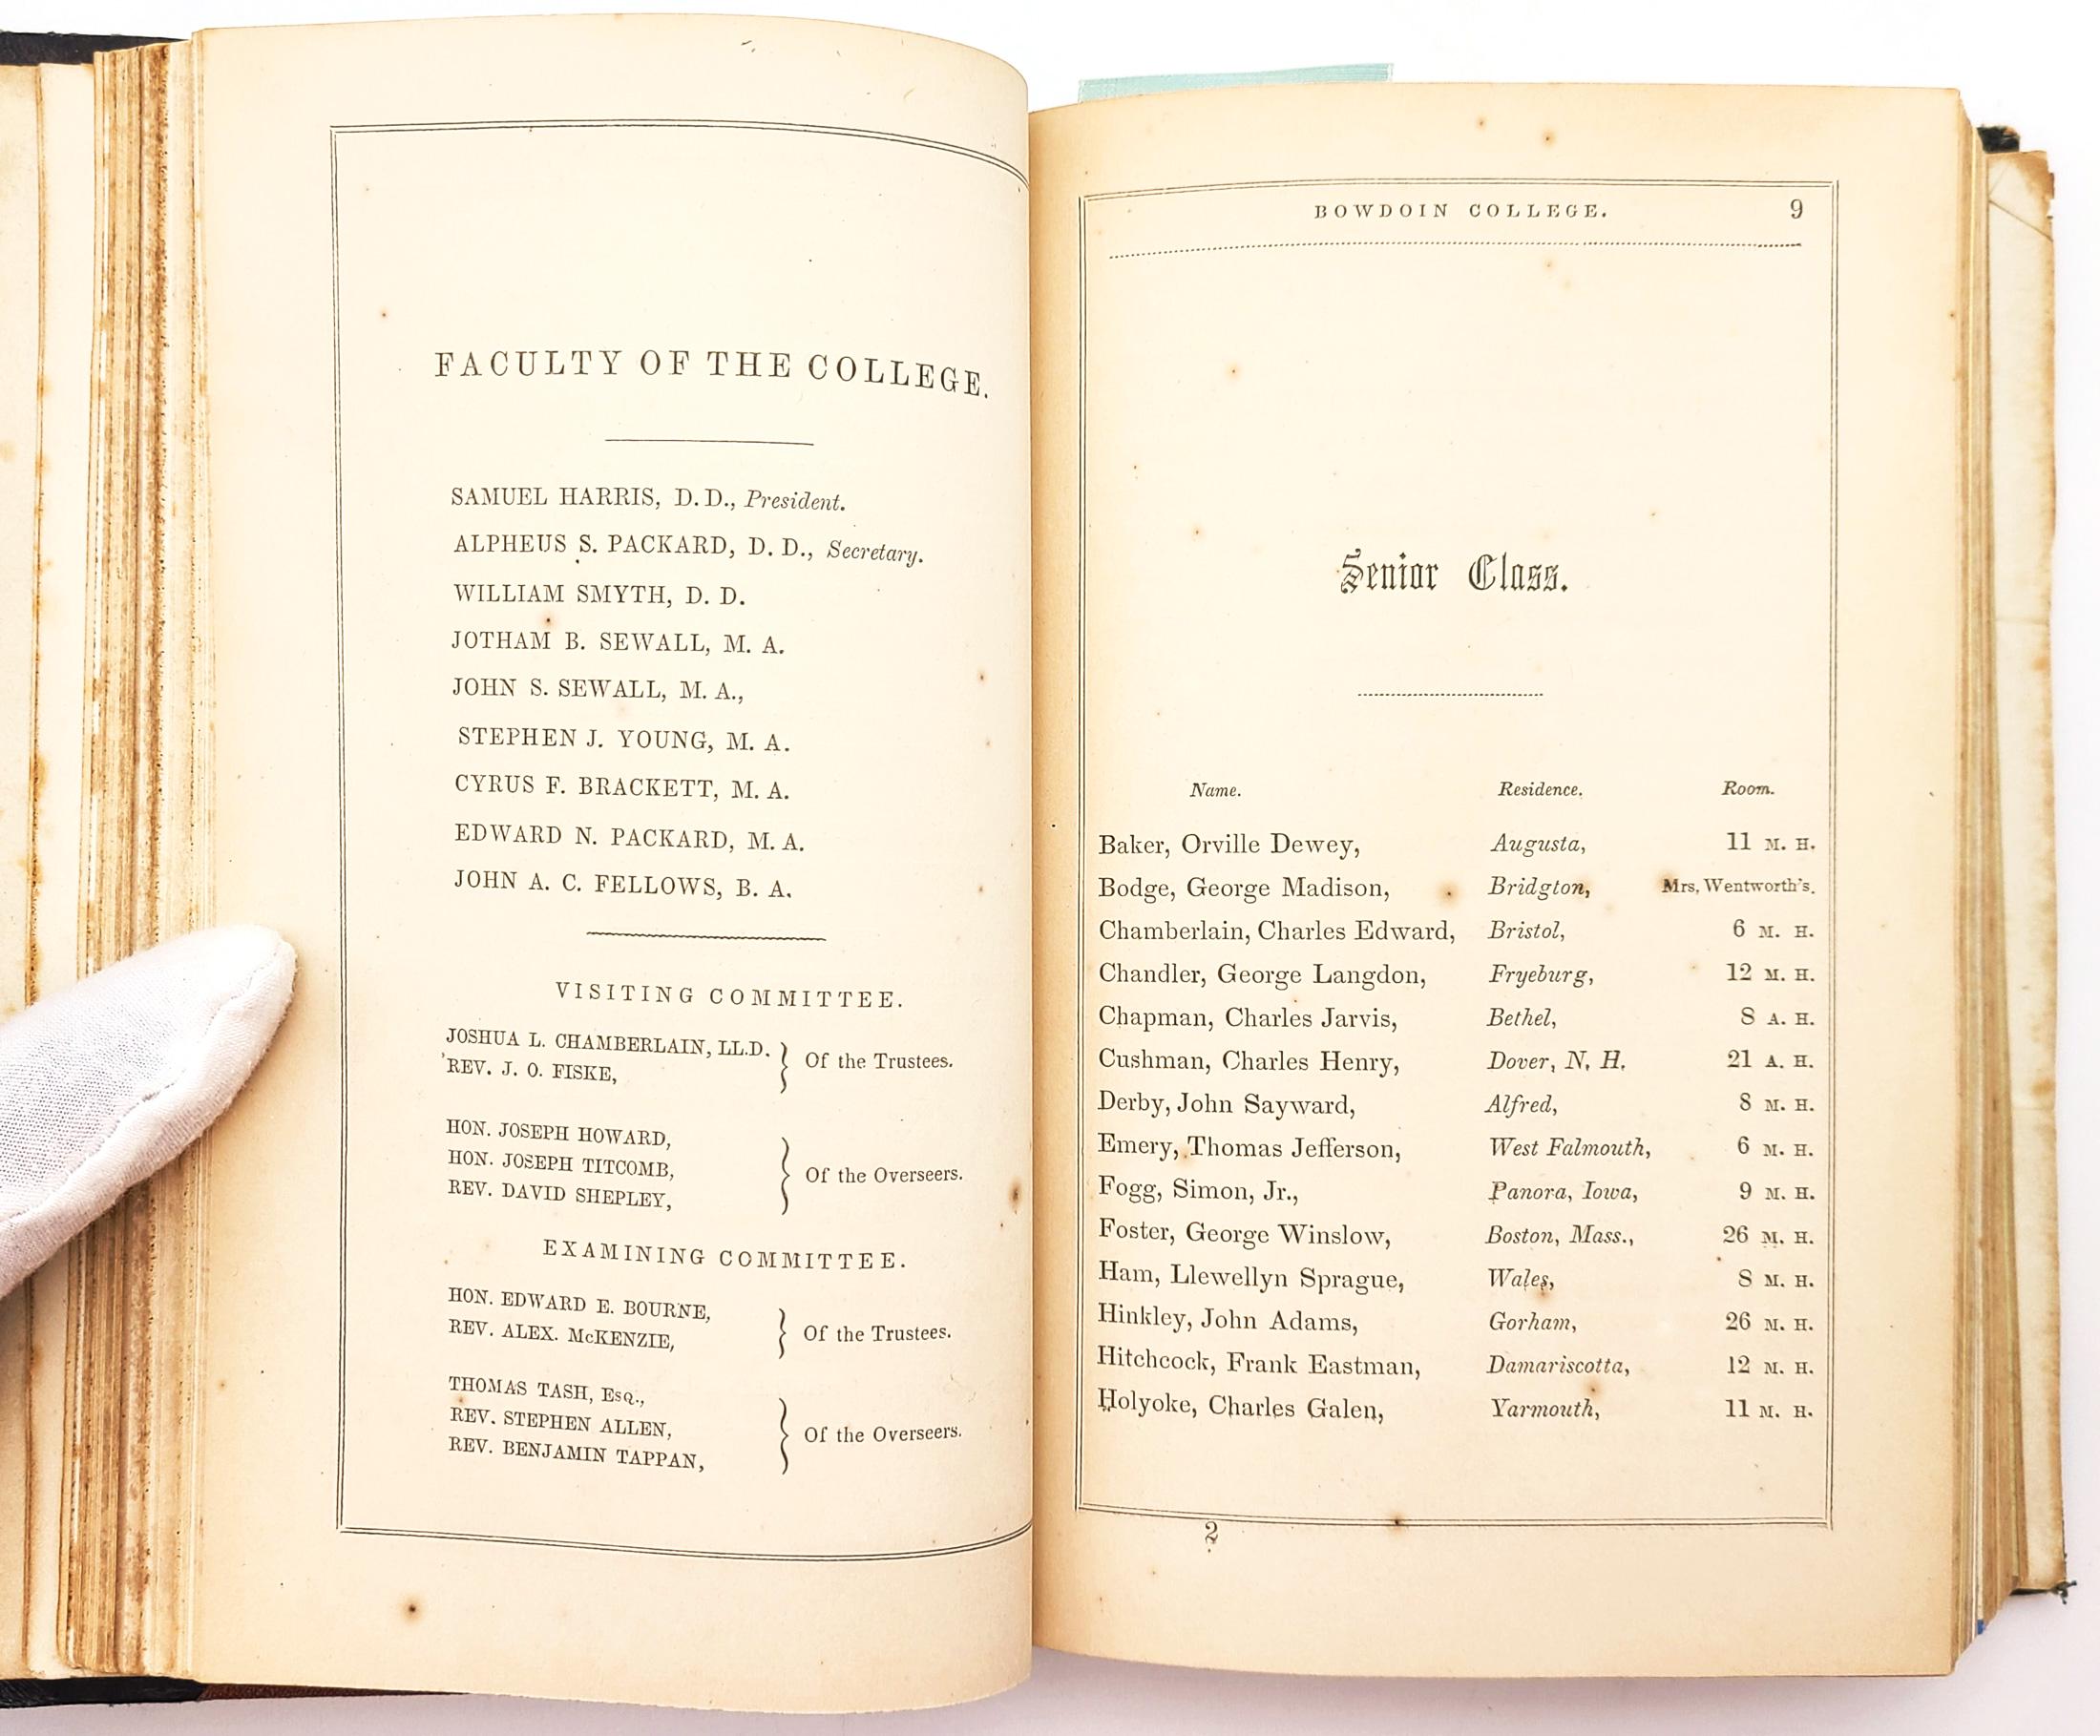 FACULTY OF THE COLLEGE.
SAMUEL HARRIS, D. D., President.
ALPHEUS S. PACKARD, D. D., Secretary.
WILLIAM SMYTH, D. D.
JOTHAM B. SEWALL, M. A.
JOHN S. SEWALL, M. A.,
STEPHEN J. YOUNG, M. A.
CYRUS F. BRACKETT, M. A.
EDWARD N. PACKARD, M. A.
JOHN A. C. FELLOWS, B. A.
VISITING COMMITTEE.
JOSHUA L. CHAMBERLAIN, LL.D.
REV. J. O. FISKE,
} Of the Trustees.
HON. JOSEPH HOWARD,
HON. JOSEPH TITCOMB,
REV. DAVID SHEPLEY,
} Of the Overseers.
EXAMINING COMMITTEE.
HON. EDWARD E. BOURNE,
REV. ALEX. McKENZIE,
} Of the Trustees.
THOMAS TASH, Esq.,
REV. STEPHEN ALLEN,
REV. BENJAMIN TAPPAN,
} Of the Overseers.
BOWDOIN COLLEGE. 9
Senior Class.
Name. Residence. Room.
Baker, Orville Dewey, Augusta, 11 M. H.
Bodge, George Madison, Bridgton, Mrs. Wentworth's.
Chamberlain, Charles Edward, Bristol, 6 M. H.
Chandler, George Langdon, Fryeburg, 12 M. H.
Chapman, Charles Jarvis, Bethel, 8 A. H.
Cushman, Charles Henry, Dover, N. H. 21 A. H.
Derby, John Sayward, Alfred, 8 M. H.
Emery, Thomas Jefferson, West Falmouth, 6 M. H.
Fogg, Simon, Jr., Panora, Iowa, 9 M. H.
Foster, George Winslow, Boston, Mass., 26 M. H.
Ham, Llewellyn Sprague, Wales, 8 M. H.
Hinkley, John Adams, Gorham, 26 M. H.
Hitchcock, Frank Eastman, Damariscotta, 12 M. H.
Holyoke, Charles Galen, Yarmouth, 11 M. H.
2